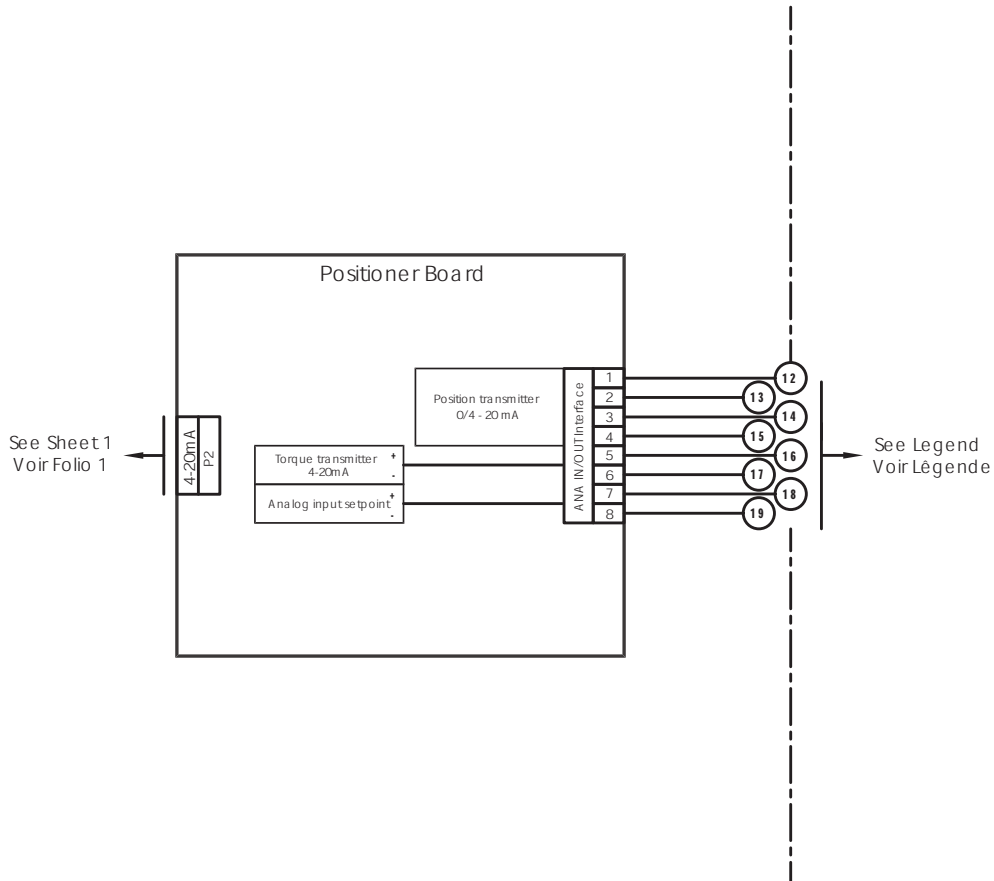 Positioner Board
Position transmitter
0/4 - 20 mA
ANA IN/OUT Interface
1
2
3
4
5
6
7
8
12
13
14
15
16
17
18
19
See Sheet 1
Voir Folio 1
4-20mA
P2
Torque transmitter
4-20mA
+
-
Analog input setpoint
+
-
See Legend
Voir Lêgende